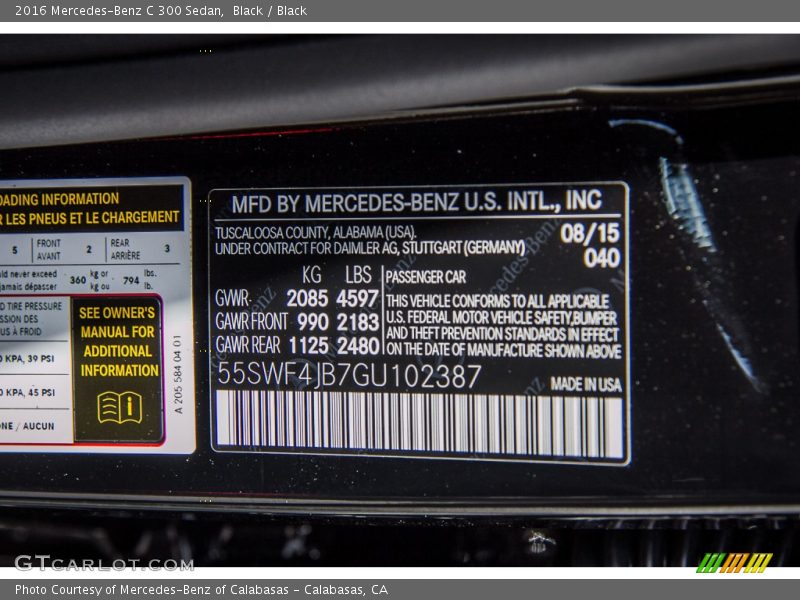 2016 Mercedes-Benz C 300 Sedan, Black / Black
OADING INFORMATION
R LES PNEUS ET LE CHARGEMENT
5 FRONT AVANT 2 REAR ARRIÈRE 3
ld never exceed 360 kg or 794 lbs.
jamais dépasser kg ou lb.
D TIRE PRESSURE
SSION DES
US À FROID
0 KPA, 39 PSI
0 KPA, 45 PSI
NE / AUCUN
SEE OWNER'S
MANUAL FOR
ADDITIONAL
INFORMATION
A 205 584 04 01
MFD BY MERCEDES-BENZ U.S. INTL., INC
TUSCALOOSA COUNTY, ALABAMA (USA). 08/15
UNDER CONTRACT FOR DAIMLER AG, STUTTGART (GERMANY) 040
KG LBS
GWR 2085 4597
GAWR FRONT 990 2183
GAWR REAR 1125 2480
PASSENGER CAR
THIS VEHICLE CONFORMS TO ALL APPLICABLE
U.S. FEDERAL MOTOR VEHICLE SAFETY, BUMPER
AND THEFT PREVENTION STANDARDS IN EFFECT
ON THE DATE OF MANUFACTURE SHOWN ABOVE
55SWF4JB7GU102387 MADE IN USA
GTCARLOT.COM
Photo Courtesy of Mercedes-Benz of Calabasas - Calabasas, CA